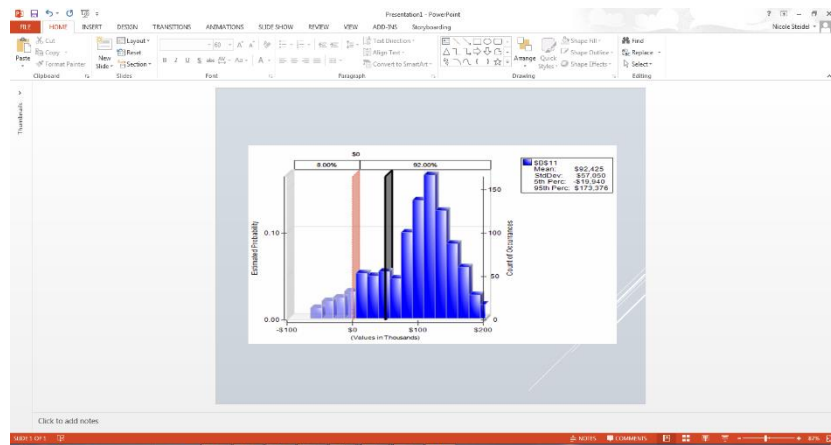 Presentation1 - PowerPoint
FILE HOME INSERT DESIGN TRANSITIONS ANIMATIONS SLIDE SHOW REVIEW VIEW ADD-INS Storyboarding
Nicole Steidel
Paste
Cut
Copy
Format Painter
Clipboard
New
Slide
Layout
Reset
Section
Slides
Font
Text Direction
Align Text
Convert to SmartArt
Paragraph
Arrange
Quick
Styles
Shape Fill
Shape Outline
Shape Effects
Drawing
Find
Replace
Select
Editing
Thumbnails
$0
8.00% 92.00%
$D$11
Mean: $92,425
StdDev: $57,050
5th Perc: -$19,940
95th Perc: $173,376
Estimated Probability
0.10
0.00
150
100
50
0
Count of Occurrences
-$100 $0 $100 $200
(Values in Thousands)
Click to add notes
SLIDE 1 OF 1
NOTES COMMENTS